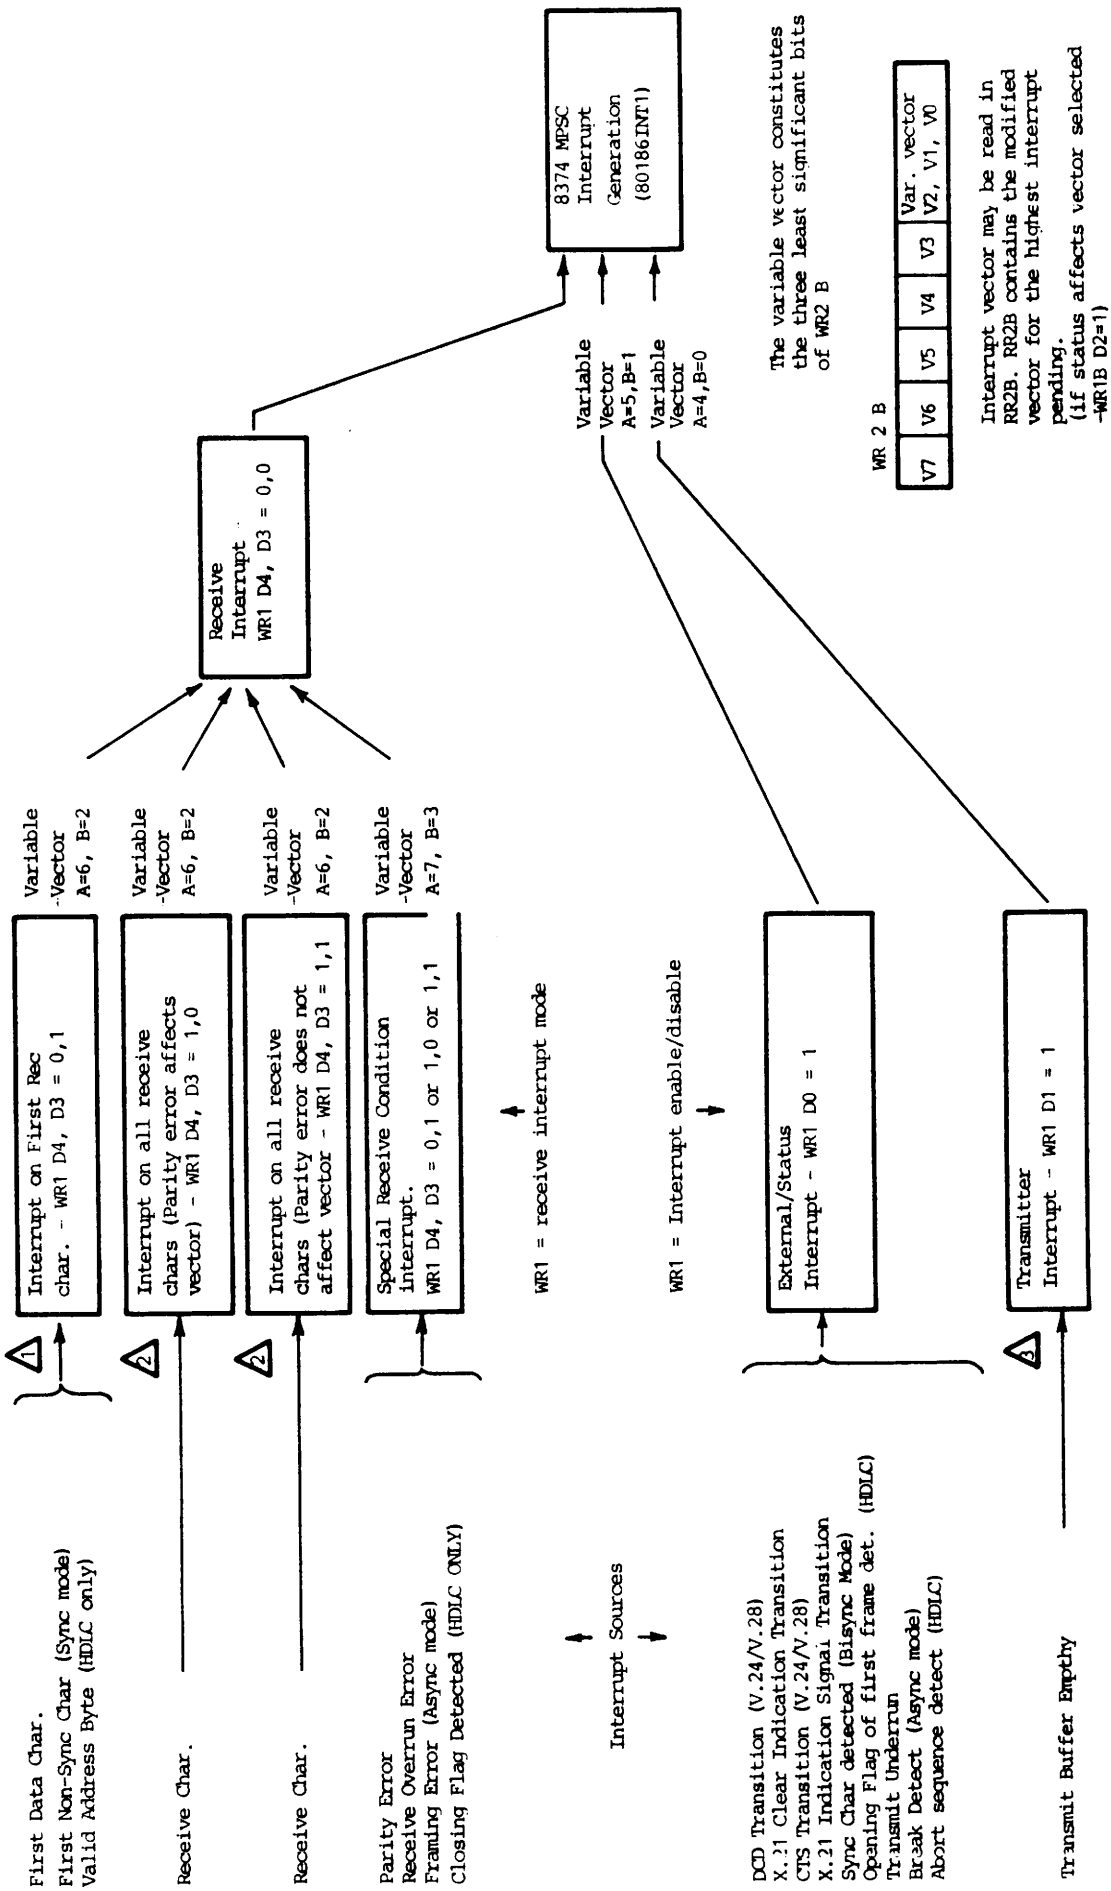 First Data Char.
First Non-Sync Char (Sync mode)
Valid Address Byte (HDLC only)
1
Interrupt on First Rec
char. - WR1 D4, D3 = 0,1
Variable
-Vector
A=6, B=2
Receive Char.
2
Interrupt on all receive
chars (Parity error affects
vector) - WR1 D4, D3 = 1,0
Variable
-Vector
A=6, B=2
Receive Char.
2
Interrupt on all receive
chars (Parity error does not
affect vector - WR1 D4, D3 = 1,1
Variable
-Vector
A=6, B=2
Parity Error
Receive Overrun Error
Framing Error (Async mode)
Closing Flag Detected (HDLC ONLY)
Special Receive Condition
interrupt.
WR1 D4, D3 = 0,1 or 1,0 or 1,1
Variable
-Vector
A=7, B=3
Receive
Interrupt
WR1 D4, D3 = 0,0
8374 MPSC
Interrupt
Generation
(80186INT1)
WR1 = receive interrupt mode
Interrupt Sources
WR1 = Interrupt enable/disable
Variable
Vector
A=5,B=1
Variable
Vector
A=4,B=0
DCD Transition (V.24/V.28)
X.21 Clear Indication Transition
CTS Transition (V.24/V.28)
X.21 Indication Signal Transition
Sync Char detected (Bisync Mode)
Opening Flag of first frame det. (HDLC)
Transmit Underrun
Break Detect (Async mode)
Abort sequence detect (HDLC)
External/Status
Interrupt - WR1 D0 = 1
Transmit Buffer Empthy
3
Transmitter
Interrupt - WR1 D1 = 1
The variable vector constitutes
the three least significant bits
of WR2 B
WR 2 B
V7 V6 V5 V4 V3 Var. vector
V2, V1, V0
Interrupt vector may be read in
RR2B. RR2B contains the modified
vector for the highest interrupt
pending.
(if status affects vector selected
-WR1B D2=1)